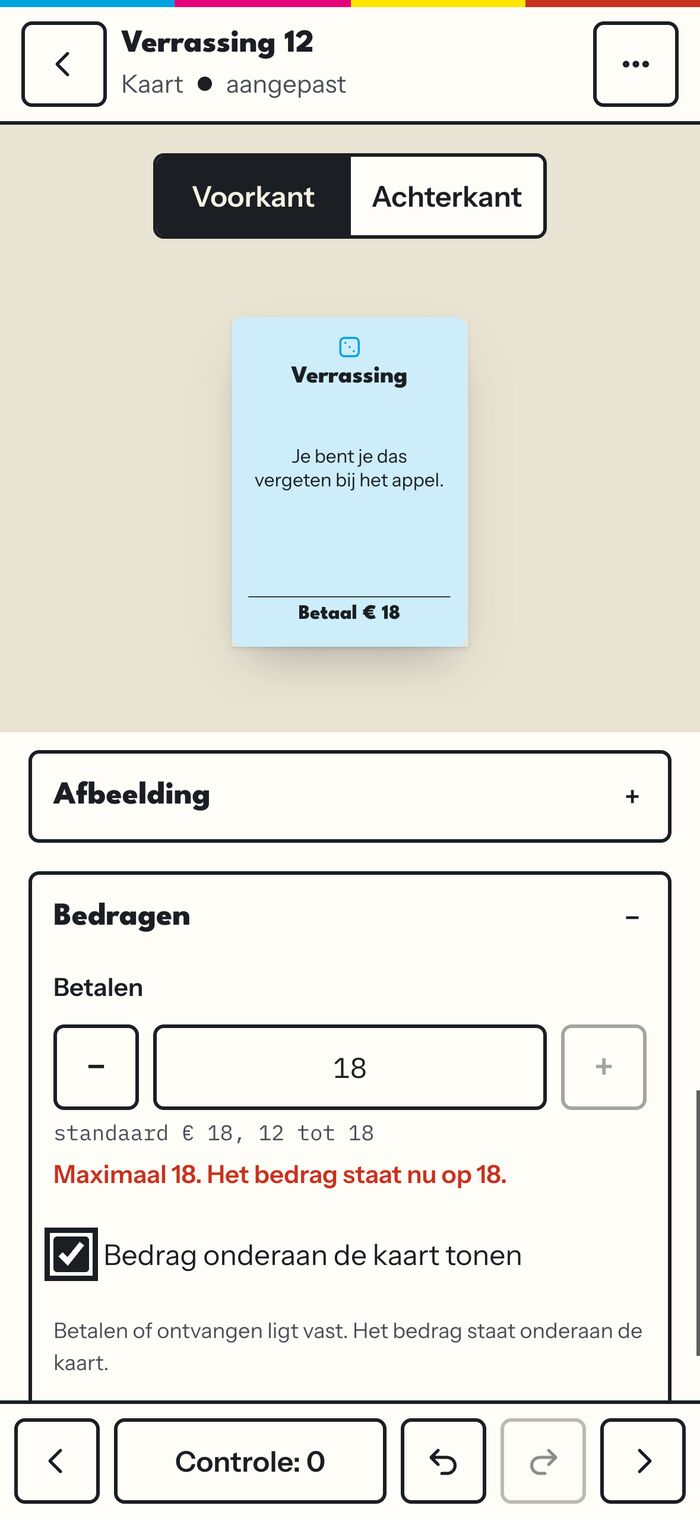 Verrassing 12
Kaart ● aangepast
Voorkant Achterkant
Verrassing
Je bent je das
vergeten bij het appel.
Betaal € 18
Afbeelding +
Bedragen −
Betalen
− 18 +
standaard € 18, 12 tot 18
Maximaal 18. Het bedrag staat nu op 18.
Bedrag onderaan de kaart tonen
Betalen of ontvangen ligt vast. Het bedrag staat onderaan de
kaart.
Controle: 0